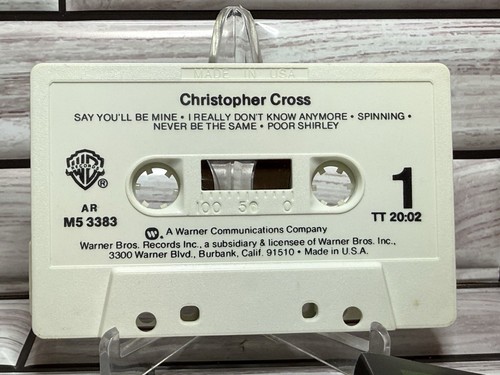 MADE IN USA
Christopher Cross
SAY YOU'LL BE MINE • I REALLY DON'T KNOW ANYMORE • SPINNING •
NEVER BE THE SAME • POOR SHIRLEY
WB
RECORDS
®
AR
M5 3383
1
TT 20:02
100 50 0
W. A Warner Communications Company
Warner Bros. Records Inc., a subsidiary & licensee of Warner Bros. Inc.,
3300 Warner Blvd., Burbank, Calif. 91510 • Made in U.S.A.